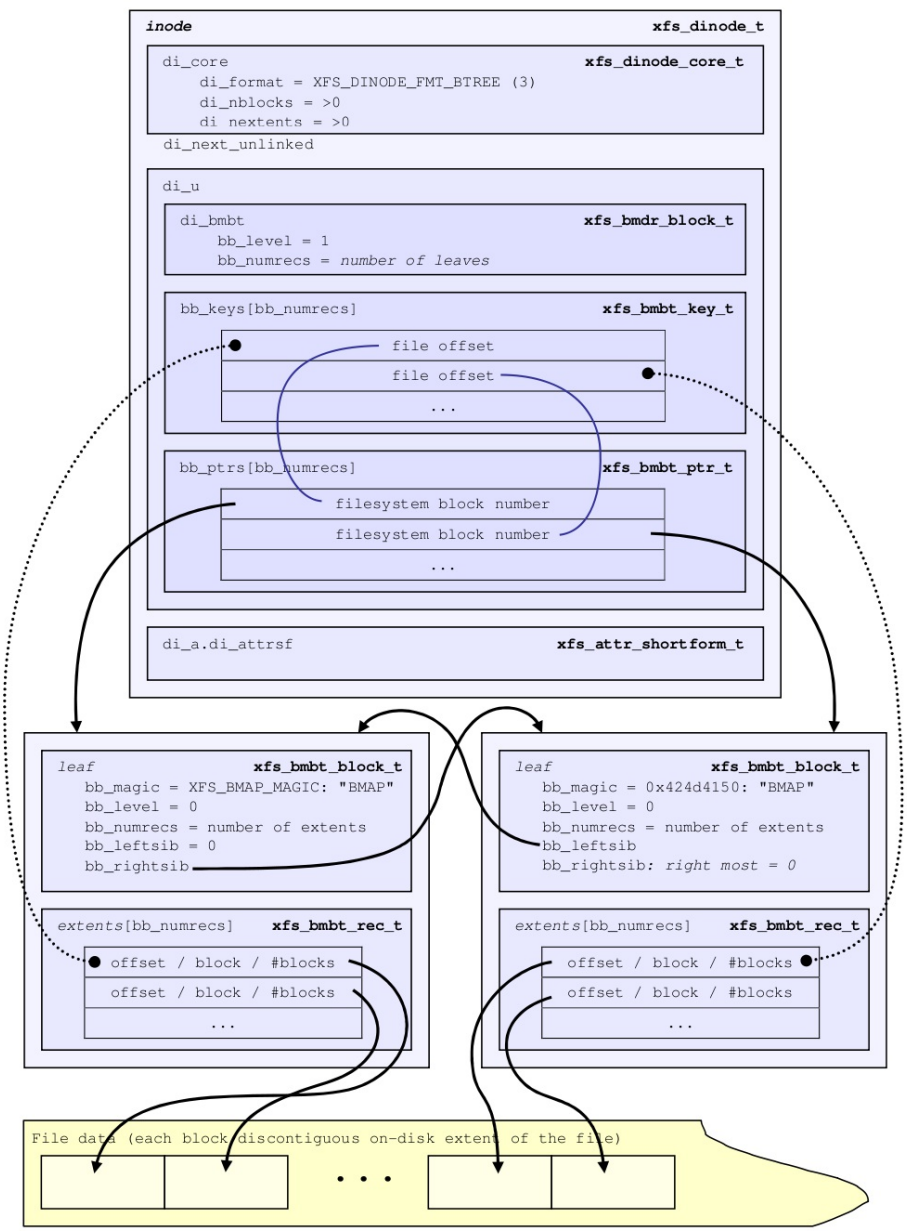 inode xfs_dinode_t
di_core xfs_dinode_core_t
di_format = XFS_DINODE_FMT_BTREE (3)
di_nblocks = >0
di_nextents = >0
di_next_unlinked
di_u
di_bmbt xfs_bmdr_block_t
bb_level = 1
bb_numrecs = number of leaves
bb_keys[bb_numrecs] xfs_bmbt_key_t
file offset
file offset
...
bb_ptrs[bb_numrecs] xfs_bmbt_ptr_t
filesystem block number
filesystem block number
...
di_a.di_attrsf xfs_attr_shortform_t
leaf xfs_bmbt_block_t
bb_magic = XFS_BMAP_MAGIC: "BMAP"
bb_level = 0
bb_numrecs = number of extents
bb_leftsib = 0
bb_rightsib
extents[bb_numrecs] xfs_bmbt_rec_t
offset / block / #blocks
offset / block / #blocks
...
leaf xfs_bmbt_block_t
bb_magic = 0x424d4150: "BMAP"
bb_level = 0
bb_numrecs = number of extents
bb_leftsib
bb_rightsib: right most = 0
extents[bb_numrecs] xfs_bmbt_rec_t
offset / block / #blocks
offset / block / #blocks
...
File data (each block discontiguous on-disk extent of the file)
. . .